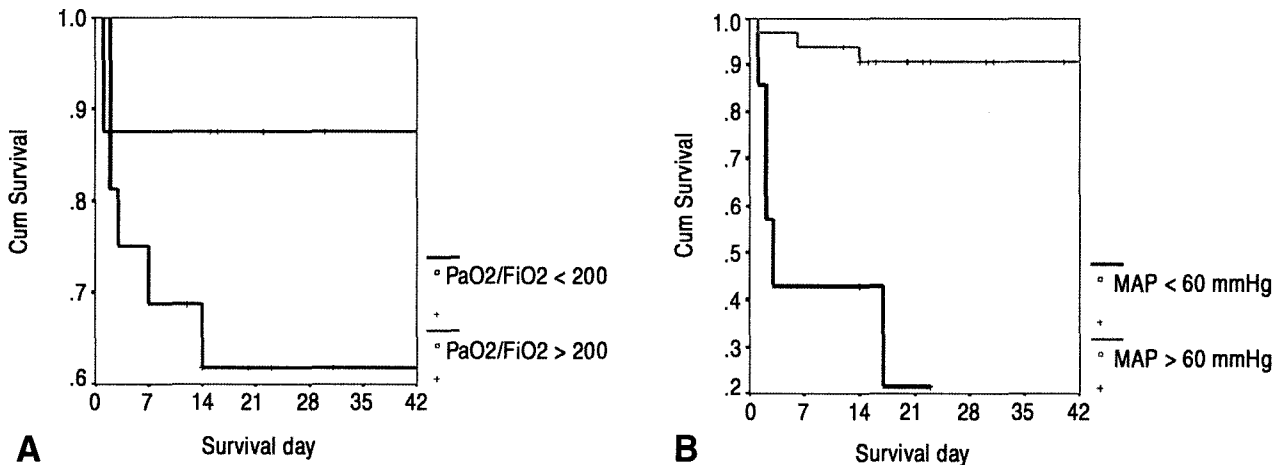 1.0
.9
.8
.7
.6
Cum Survival
0 7 14 21 28 35 42
Survival day
PaO2/FiO2 < 200
PaO2/FiO2 > 200
A
1.0
.9
.8
.7
.6
.5
.4
.3
.2
Cum Survival
0 7 14 21 28 35 42
Survival day
MAP < 60 mmHg
MAP > 60 mmHg
B